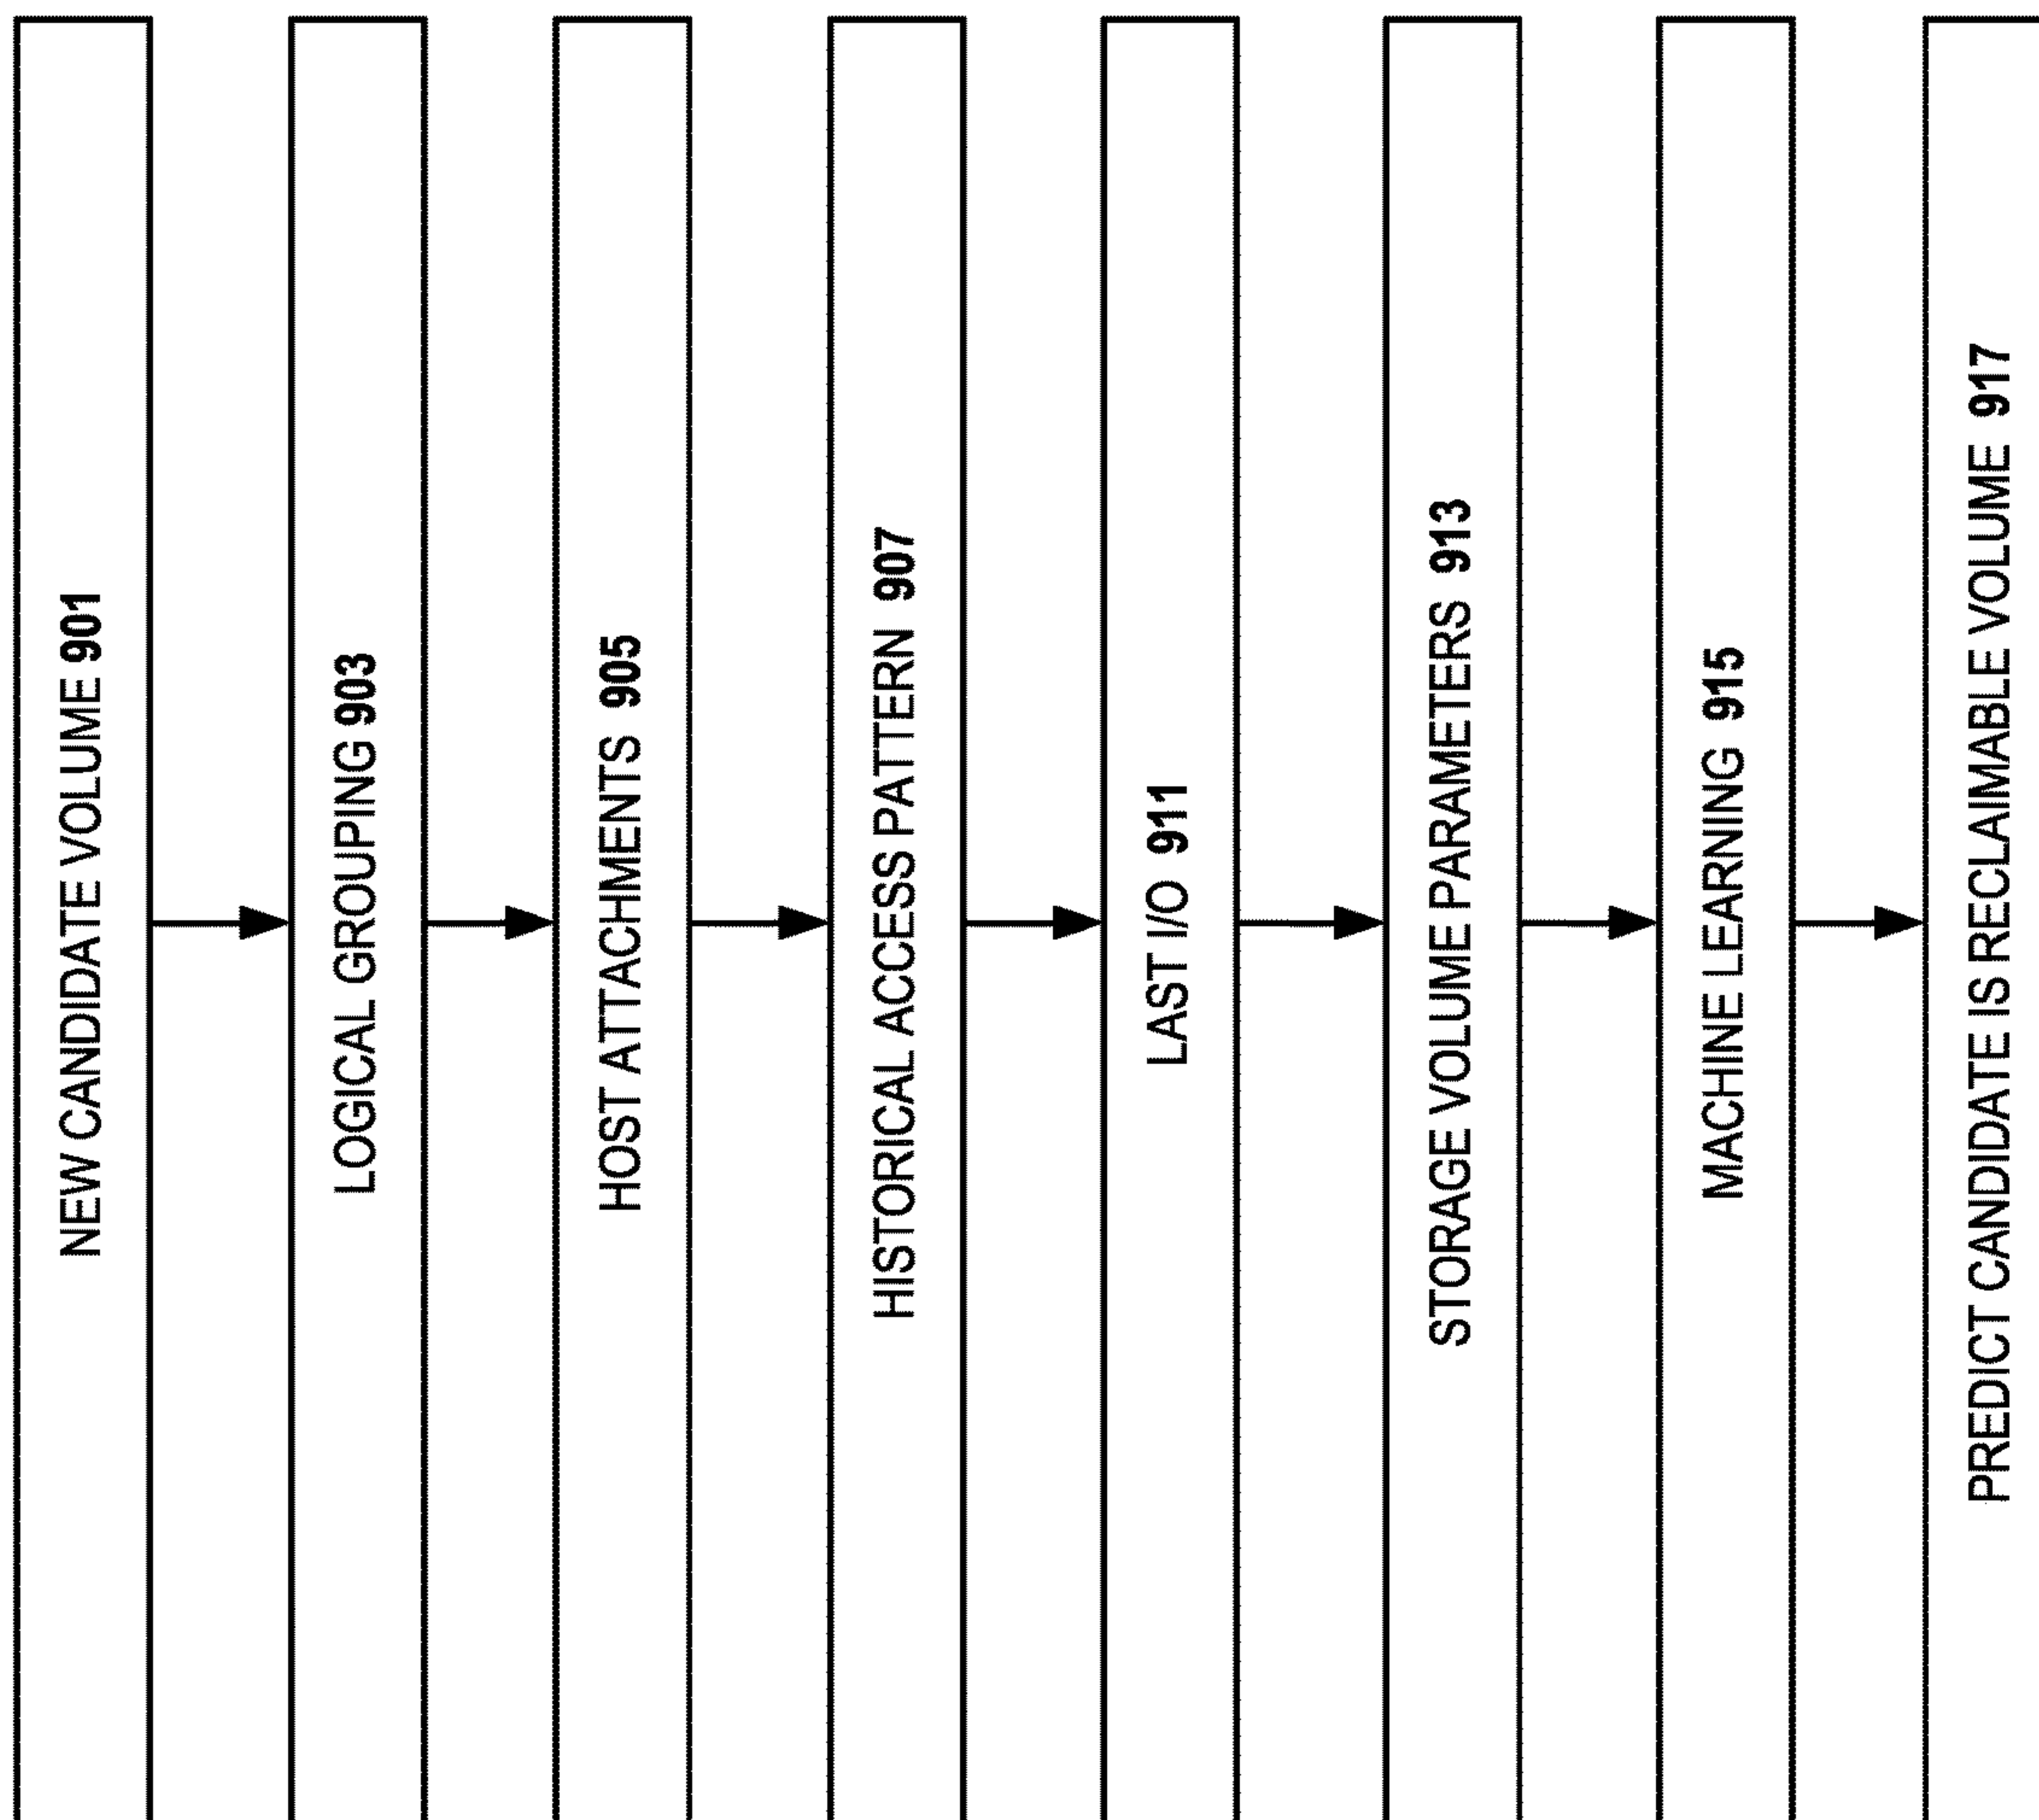 NEW CANDIDATE VOLUME 901
LOGICAL GROUPING 903
HOST ATTACHMENTS 905
HISTORICAL ACCESS PATTERN 907
LAST I/O 911
STORAGE VOLUME PARAMETERS 913
MACHINE LEARNING 915
PREDICT CANDIDATE IS RECLAIMABLE VOLUME 917